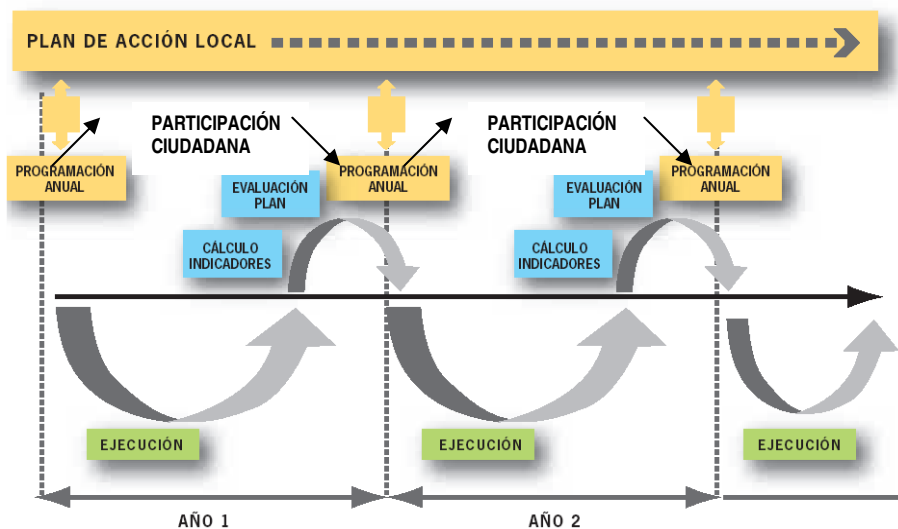 PLAN DE ACCIÓN LOCAL
PARTICIPACIÓN
CIUDADANA
PARTICIPACIÓN
CIUDADANA
PROGRAMACIÓN
ANUAL
PROGRAMACIÓN
ANUAL
PROGRAMACIÓN
ANUAL
EVALUACIÓN
PLAN
EVALUACIÓN
PLAN
CÁLCULO
INDICADORES
CÁLCULO
INDICADORES
EJECUCIÓN
EJECUCIÓN
EJECUCIÓN
AÑO 1
AÑO 2